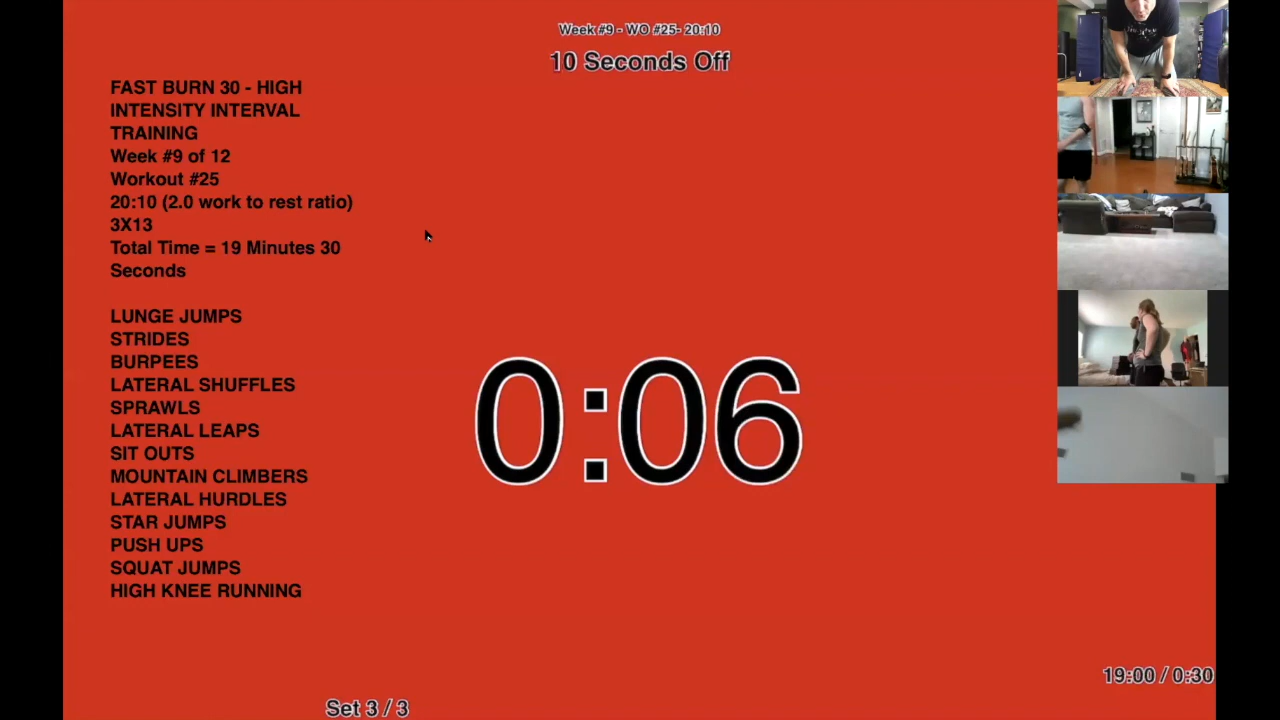 Week #9 - WO #25- 20:10
10 Seconds Off
FAST BURN 30 - HIGH
INTENSITY INTERVAL
TRAINING
Week #9 of 12
Workout #25
20:10 (2.0 work to rest ratio)
3X13
Total Time = 19 Minutes 30
Seconds
LUNGE JUMPS
STRIDES
BURPEES
LATERAL SHUFFLES
SPRAWLS
LATERAL LEAPS
SIT OUTS
MOUNTAIN CLIMBERS
LATERAL HURDLES
STAR JUMPS
PUSH UPS
SQUAT JUMPS
HIGH KNEE RUNNING
0:06
19:00 / 0:30
Set 3 / 3